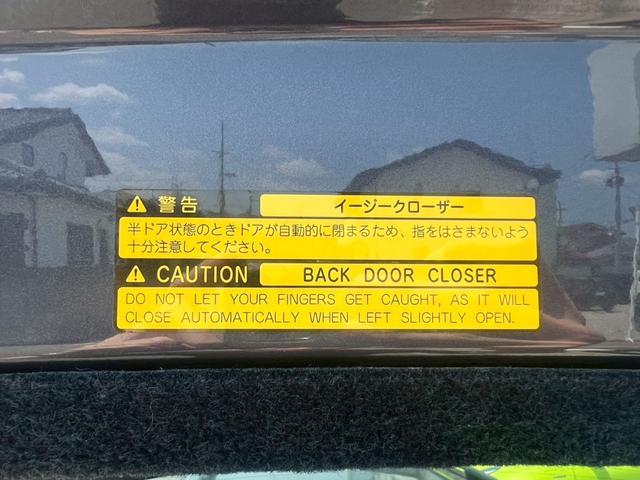 警告 イージークローザー
半ドア状態のときドアが自動的に閉まるため、指をはさまないよう
十分注意してください。
CAUTION BACK DOOR CLOSER
DO NOT LET YOUR FINGERS GET CAUGHT, AS IT WILL
CLOSE AUTOMATICALLY WHEN LEFT SLIGHTLY OPEN.